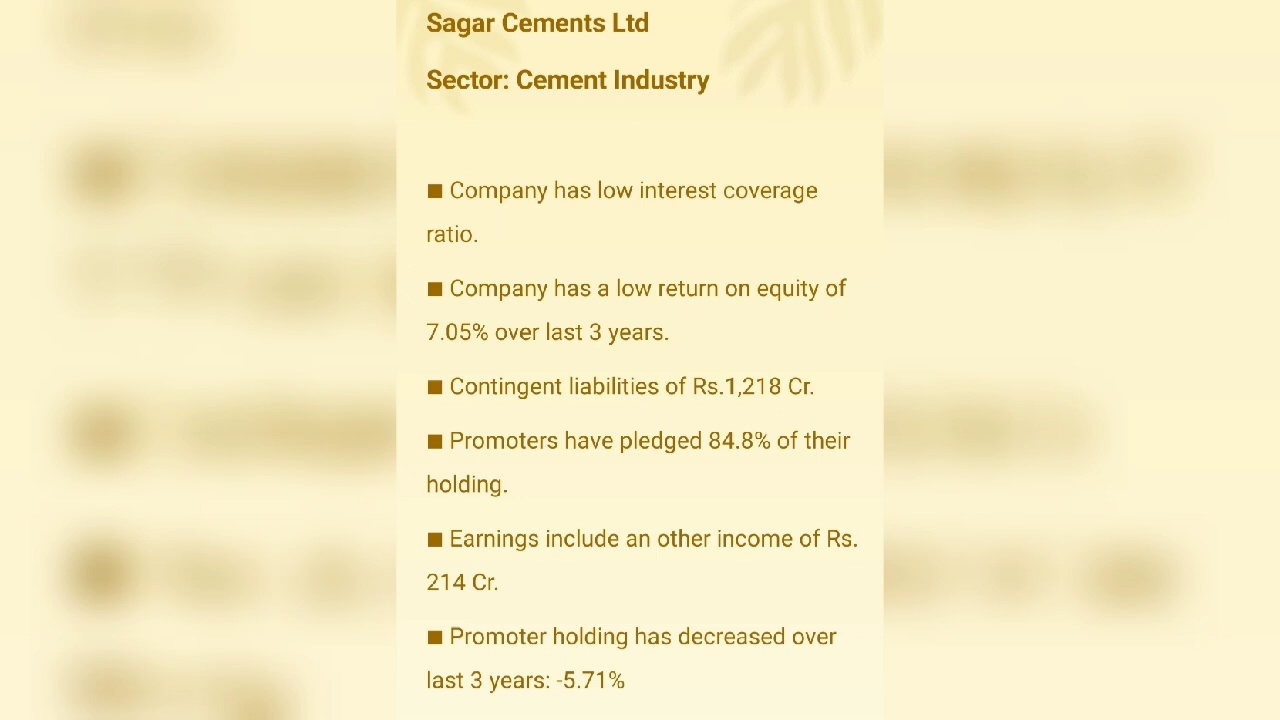 Sagar Cements Ltd
Sector: Cement Industry
■ Company has low interest coverage
ratio.
■ Company has a low return on equity of
7.05% over last 3 years.
■ Contingent liabilities of Rs.1,218 Cr.
■ Promoters have pledged 84.8% of their
holding.
■ Earnings include an other income of Rs.
214 Cr.
■ Promoter holding has decreased over
last 3 years: -5.71%